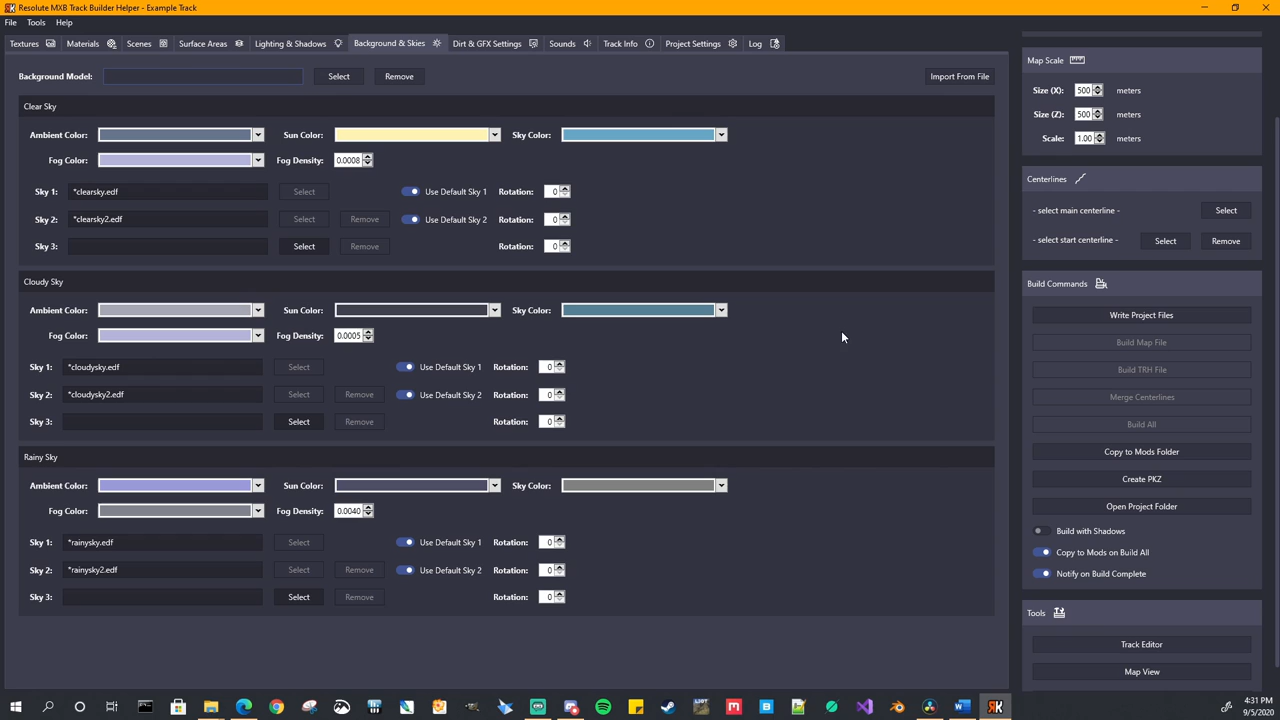 RK Resolute MXB Track Builder Helper - Example Track
File Tools Help
Textures Materials Scenes Surface Areas Lighting & Shadows Background & Skies Dirt & GFX Settings Sounds Track Info Project Settings Log
Background Model: Select Remove Import From File
Clear Sky
Ambient Color: Sun Color: Sky Color:
Fog Color: Fog Density: 0.0008
Sky 1: *clearsky.edf Select Use Default Sky 1 Rotation: 0
Sky 2: *clearsky2.edf Select Remove Use Default Sky 2 Rotation: 0
Sky 3: Select Remove Rotation: 0
Cloudy Sky
Ambient Color: Sun Color: Sky Color:
Fog Color: Fog Density: 0.0005
Sky 1: *cloudysky.edf Select Use Default Sky 1 Rotation: 0
Sky 2: *cloudysky2.edf Select Remove Use Default Sky 2 Rotation: 0
Sky 3: Select Remove Rotation: 0
Rainy Sky
Ambient Color: Sun Color: Sky Color:
Fog Color: Fog Density: 0.0040
Sky 1: *rainysky.edf Select Use Default Sky 1 Rotation: 0
Sky 2: *rainysky2.edf Select Remove Use Default Sky 2 Rotation: 0
Sky 3: Select Remove Rotation: 0
Map Scale
Size (X): 500 meters
Size (Z): 500 meters
Scale: 1.00 meters
Centerlines
- select main centerline - Select
- select start centerline - Select Remove
Build Commands
Write Project Files
Build Map File
Build TRH File
Merge Centerlines
Build All
Copy to Mods Folder
Create PKZ
Open Project Folder
Build with Shadows
Copy to Mods on Build All
Notify on Build Complete
Tools
Track Editor
Map View
4:31 PM
9/5/2020